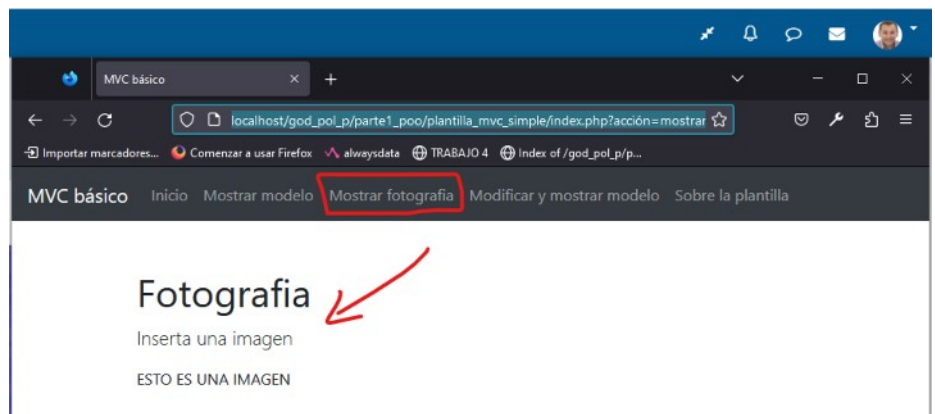 MVC básico
localhost/god_pol_p/parte1_poo/plantilla_mvc_simple/index.php?acción=mostrar
Importar marcadores... Comenzar a usar Firefox alwaysdata TRABAJO 4 Index of /god_pol_p/p...
MVC básico Inicio Mostrar modelo Mostrar fotografia Modificar y mostrar modelo Sobre la plantilla
Fotografia
Inserta una imagen
ESTO ES UNA IMAGEN